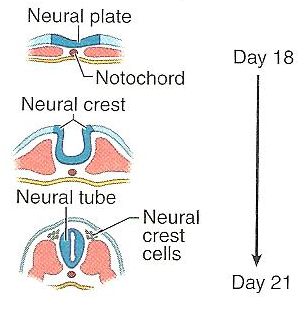 Neural plate
Day 18
Notochord
Neural crest
Neural tube
Neural
crest
cells
Day 21